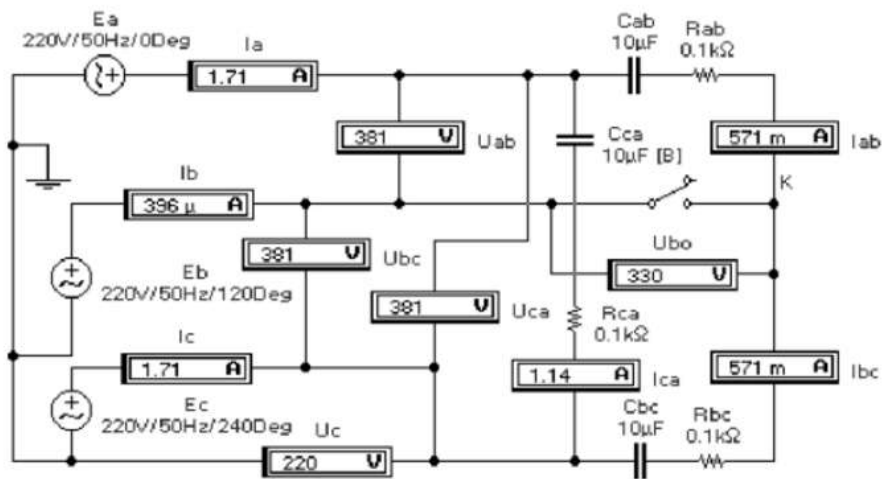 Ea
220V/50Hz/0Deg
Ia
1.71 A
Cab
10µF
Rab
0.1kΩ
381 V
Uab
Cca
10µF [B]
571 m A
Iab
Ib
396 µ A
K
381 V
Ubc
Ubo
330 V
Eb
220V/50Hz/120Deg
381 V
Uca
Rca
0.1kΩ
Ic
1.71 A
1.14 A
Ica
571 m A
Ibc
Ec
220V/50Hz/240Deg
Uc
220 V
Cbc
10µF
Rbc
0.1kΩ